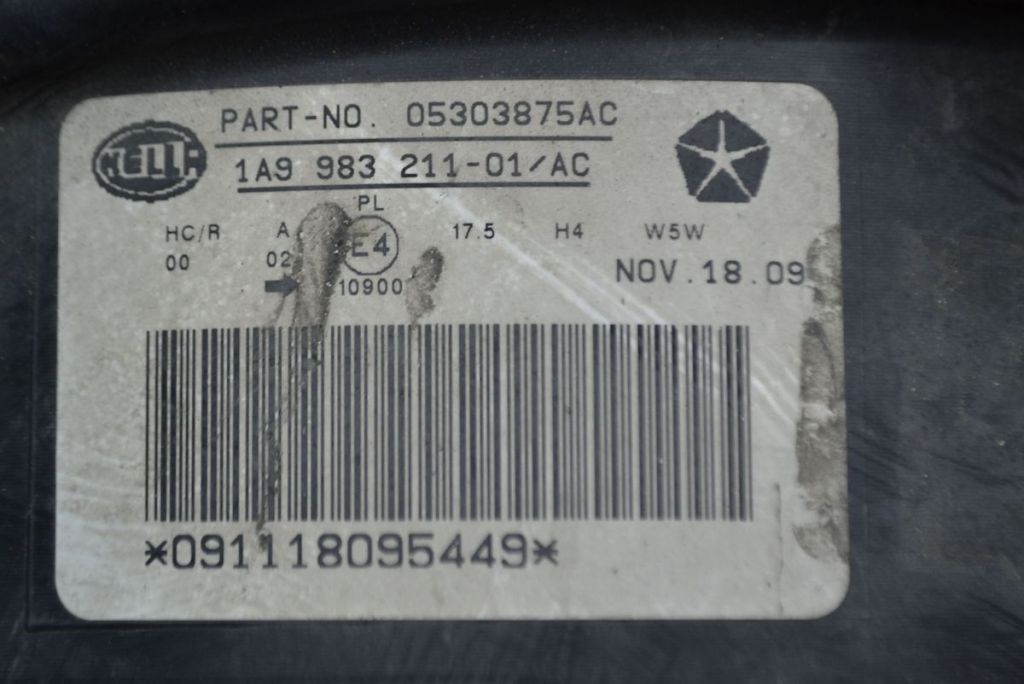 HELLA
PART-NO. 05303875AC
1A9 983 211-01/AC
PL
HC/R A E4 17.5 H4 W5W
00 02 10900
NOV.18.09
*091118095449*